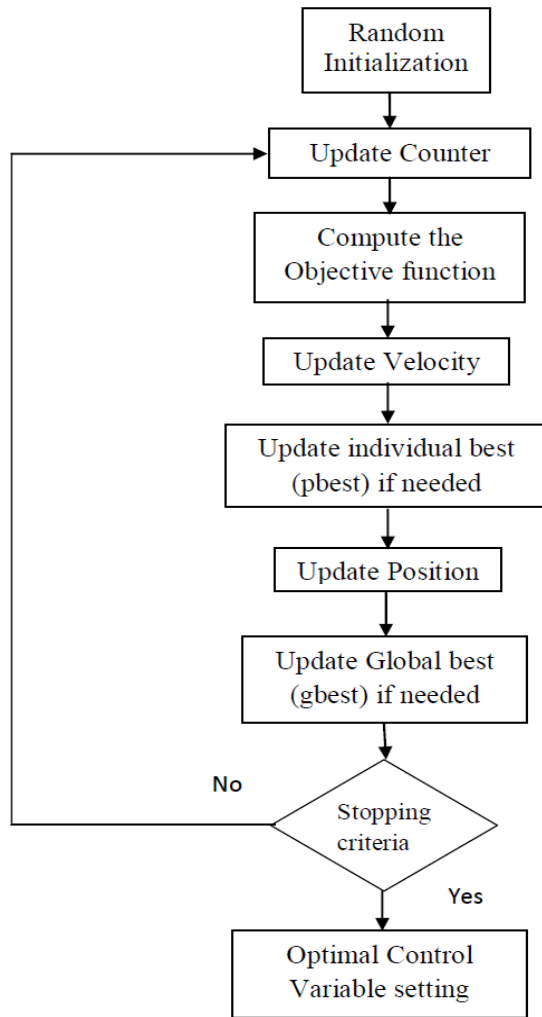 Random
Initialization
Update Counter
Compute the
Objective function
Update Velocity
Update individual best
(pbest) if needed
Update Position
Update Global best
(gbest) if needed
No
Stopping
criteria
Yes
Optimal Control
Variable setting